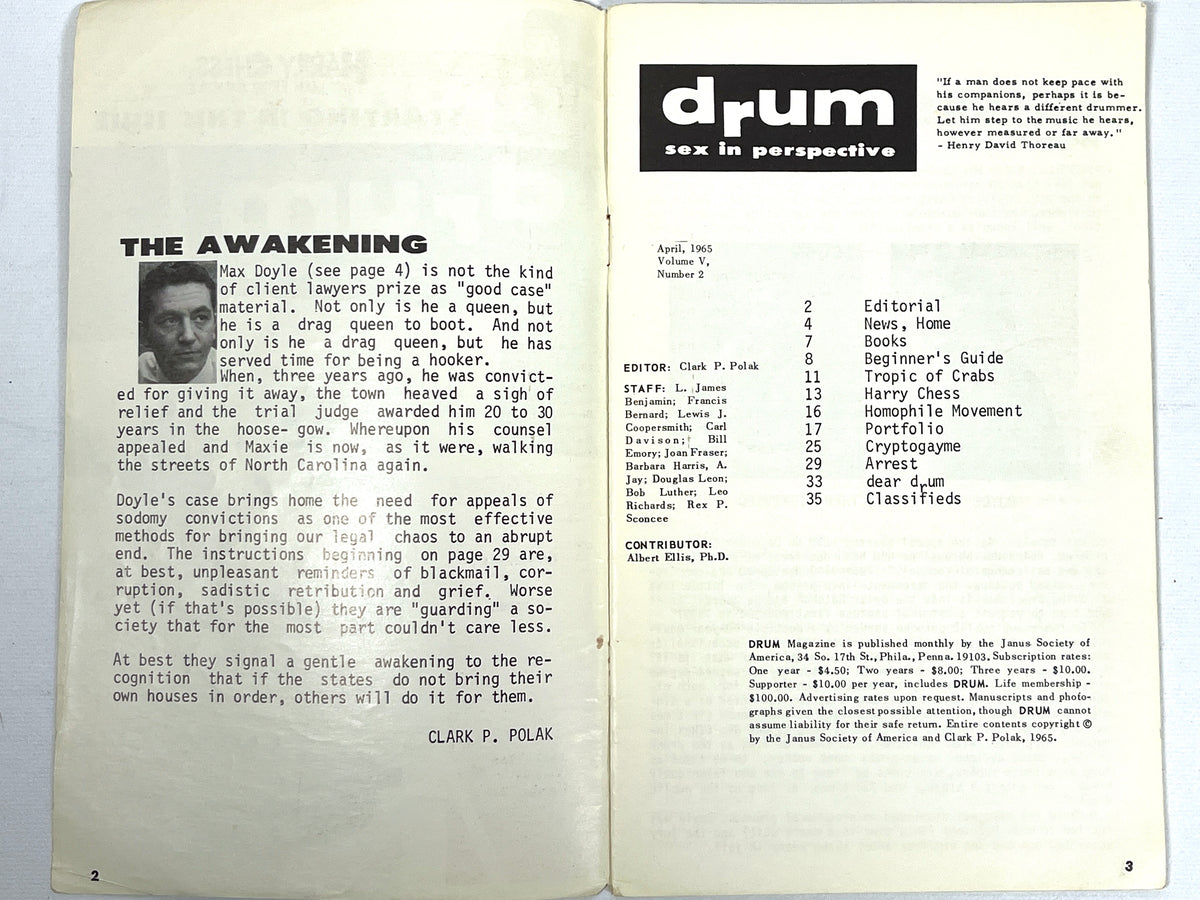 THE AWAKENING
Max Doyle (see page 4) is not the kind
of client lawyers prize as "good case"
material. Not only is he a queen, but
he is a drag queen to boot. And not
only is he a drag queen, but he has
served time for being a hooker.
When, three years ago, he was convict-
ed for giving it away, the town heaved a sigh of
relief and the trial judge awarded him 20 to 30
years in the hoose- gow. Whereupon his counsel
appealed and Maxie is now, as it were, walking
the streets of North Carolina again.
Doyle's case brings home the need for appeals of
sodomy convictions as one of the most effective
methods for bringing our legal chaos to an abrupt
end. The instructions beginning on page 29 are,
at best, unpleasant reminders of blackmail, cor-
ruption, sadistic retribution and grief. Worse
yet (if that's possible) they are "guarding" a so-
ciety that for the most part couldn't care less.
At best they signal a gentle awakening to the re-
cognition that if the states do not bring their
own houses in order, others will do it for them.
CLARK P. POLAK
2
drum
sex in perspective
"If a man does not keep pace with
his companions, perhaps it is be-
cause he hears a different drummer.
Let him step to the music he hears,
however measured or far away."
- Henry David Thoreau
April, 1965
Volume V,
Number 2
2 Editorial
4 News, Home
7 Books
8 Beginner's Guide
11 Tropic of Crabs
13 Harry Chess
16 Homophile Movement
17 Portfolio
25 Cryptogayme
29 Arrest
33 dear drum
35 Classifieds
EDITOR: Clark P. Polak
STAFF: L. James
Benjamin; Francis
Bernard; Lewis J.
Coopersmith; Carl
Davison; Bill
Emory; Joan Fraser;
Barbara Harris, A.
Jay; Douglas Leon;
Bob Luther; Leo
Richards; Rex P.
Sconcee
CONTRIBUTOR:
Albert Ellis, Ph.D.
DRUM Magazine is published monthly by the Janus Society of
America, 34 So. 17th St., Phila., Penna. 19103. Subscription rates:
One year - $4.50; Two years - $8.00; Three years - $10.00.
Supporter - $10.00 per year, includes DRUM. Life membership -
$100.00. Advertising rates upon request. Manuscripts and photo-
graphs given the closest possible attention, though DRUM cannot
assume liability for their safe return. Entire contents copyright ©
by the Janus Society of America and Clark P. Polak, 1965.
3